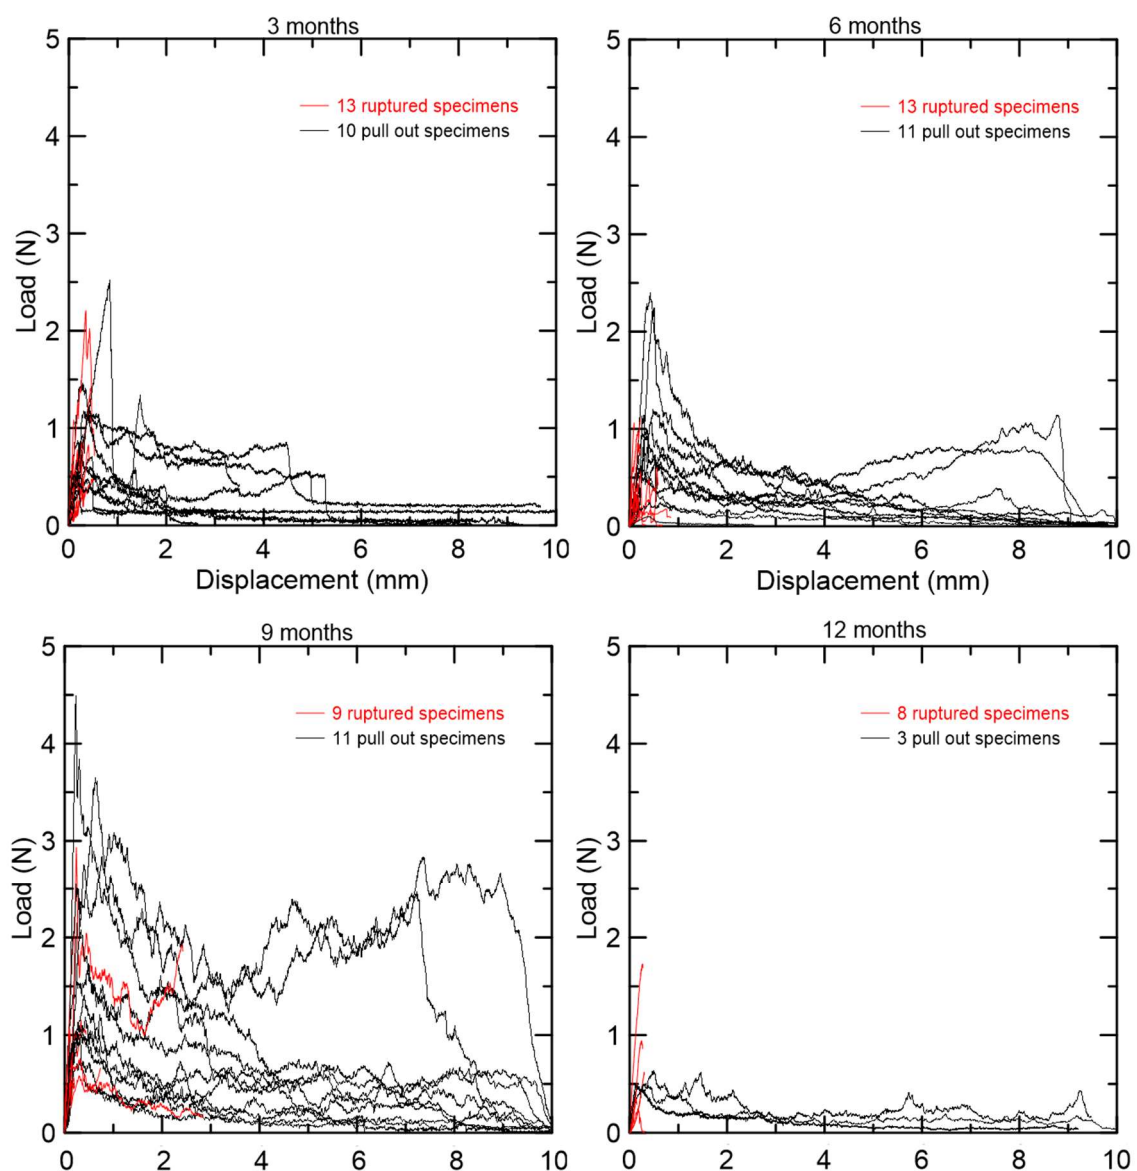 3 months
5
4
3
2
1
0
Load (N)
13 ruptured specimens
10 pull out specimens
0 2 4 6 8 10
Displacement (mm)
6 months
5
4
3
2
1
0
Load (N)
13 ruptured specimens
11 pull out specimens
0 2 4 6 8 10
Displacement (mm)
9 months
5
4
3
2
1
0
Load (N)
9 ruptured specimens
11 pull out specimens
0 2 4 6 8 10
12 months
5
4
3
2
1
0
Load (N)
8 ruptured specimens
3 pull out specimens
0 2 4 6 8 10